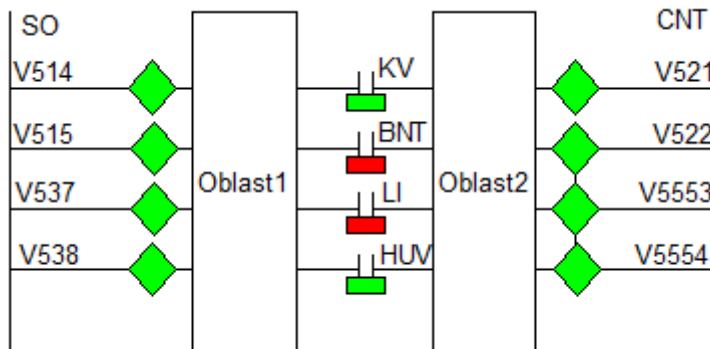 SO CNT
V514 KV V521
V515 BNT V522
Oblast1 Oblast2
V537 LI V5553
V538 HUV V5554